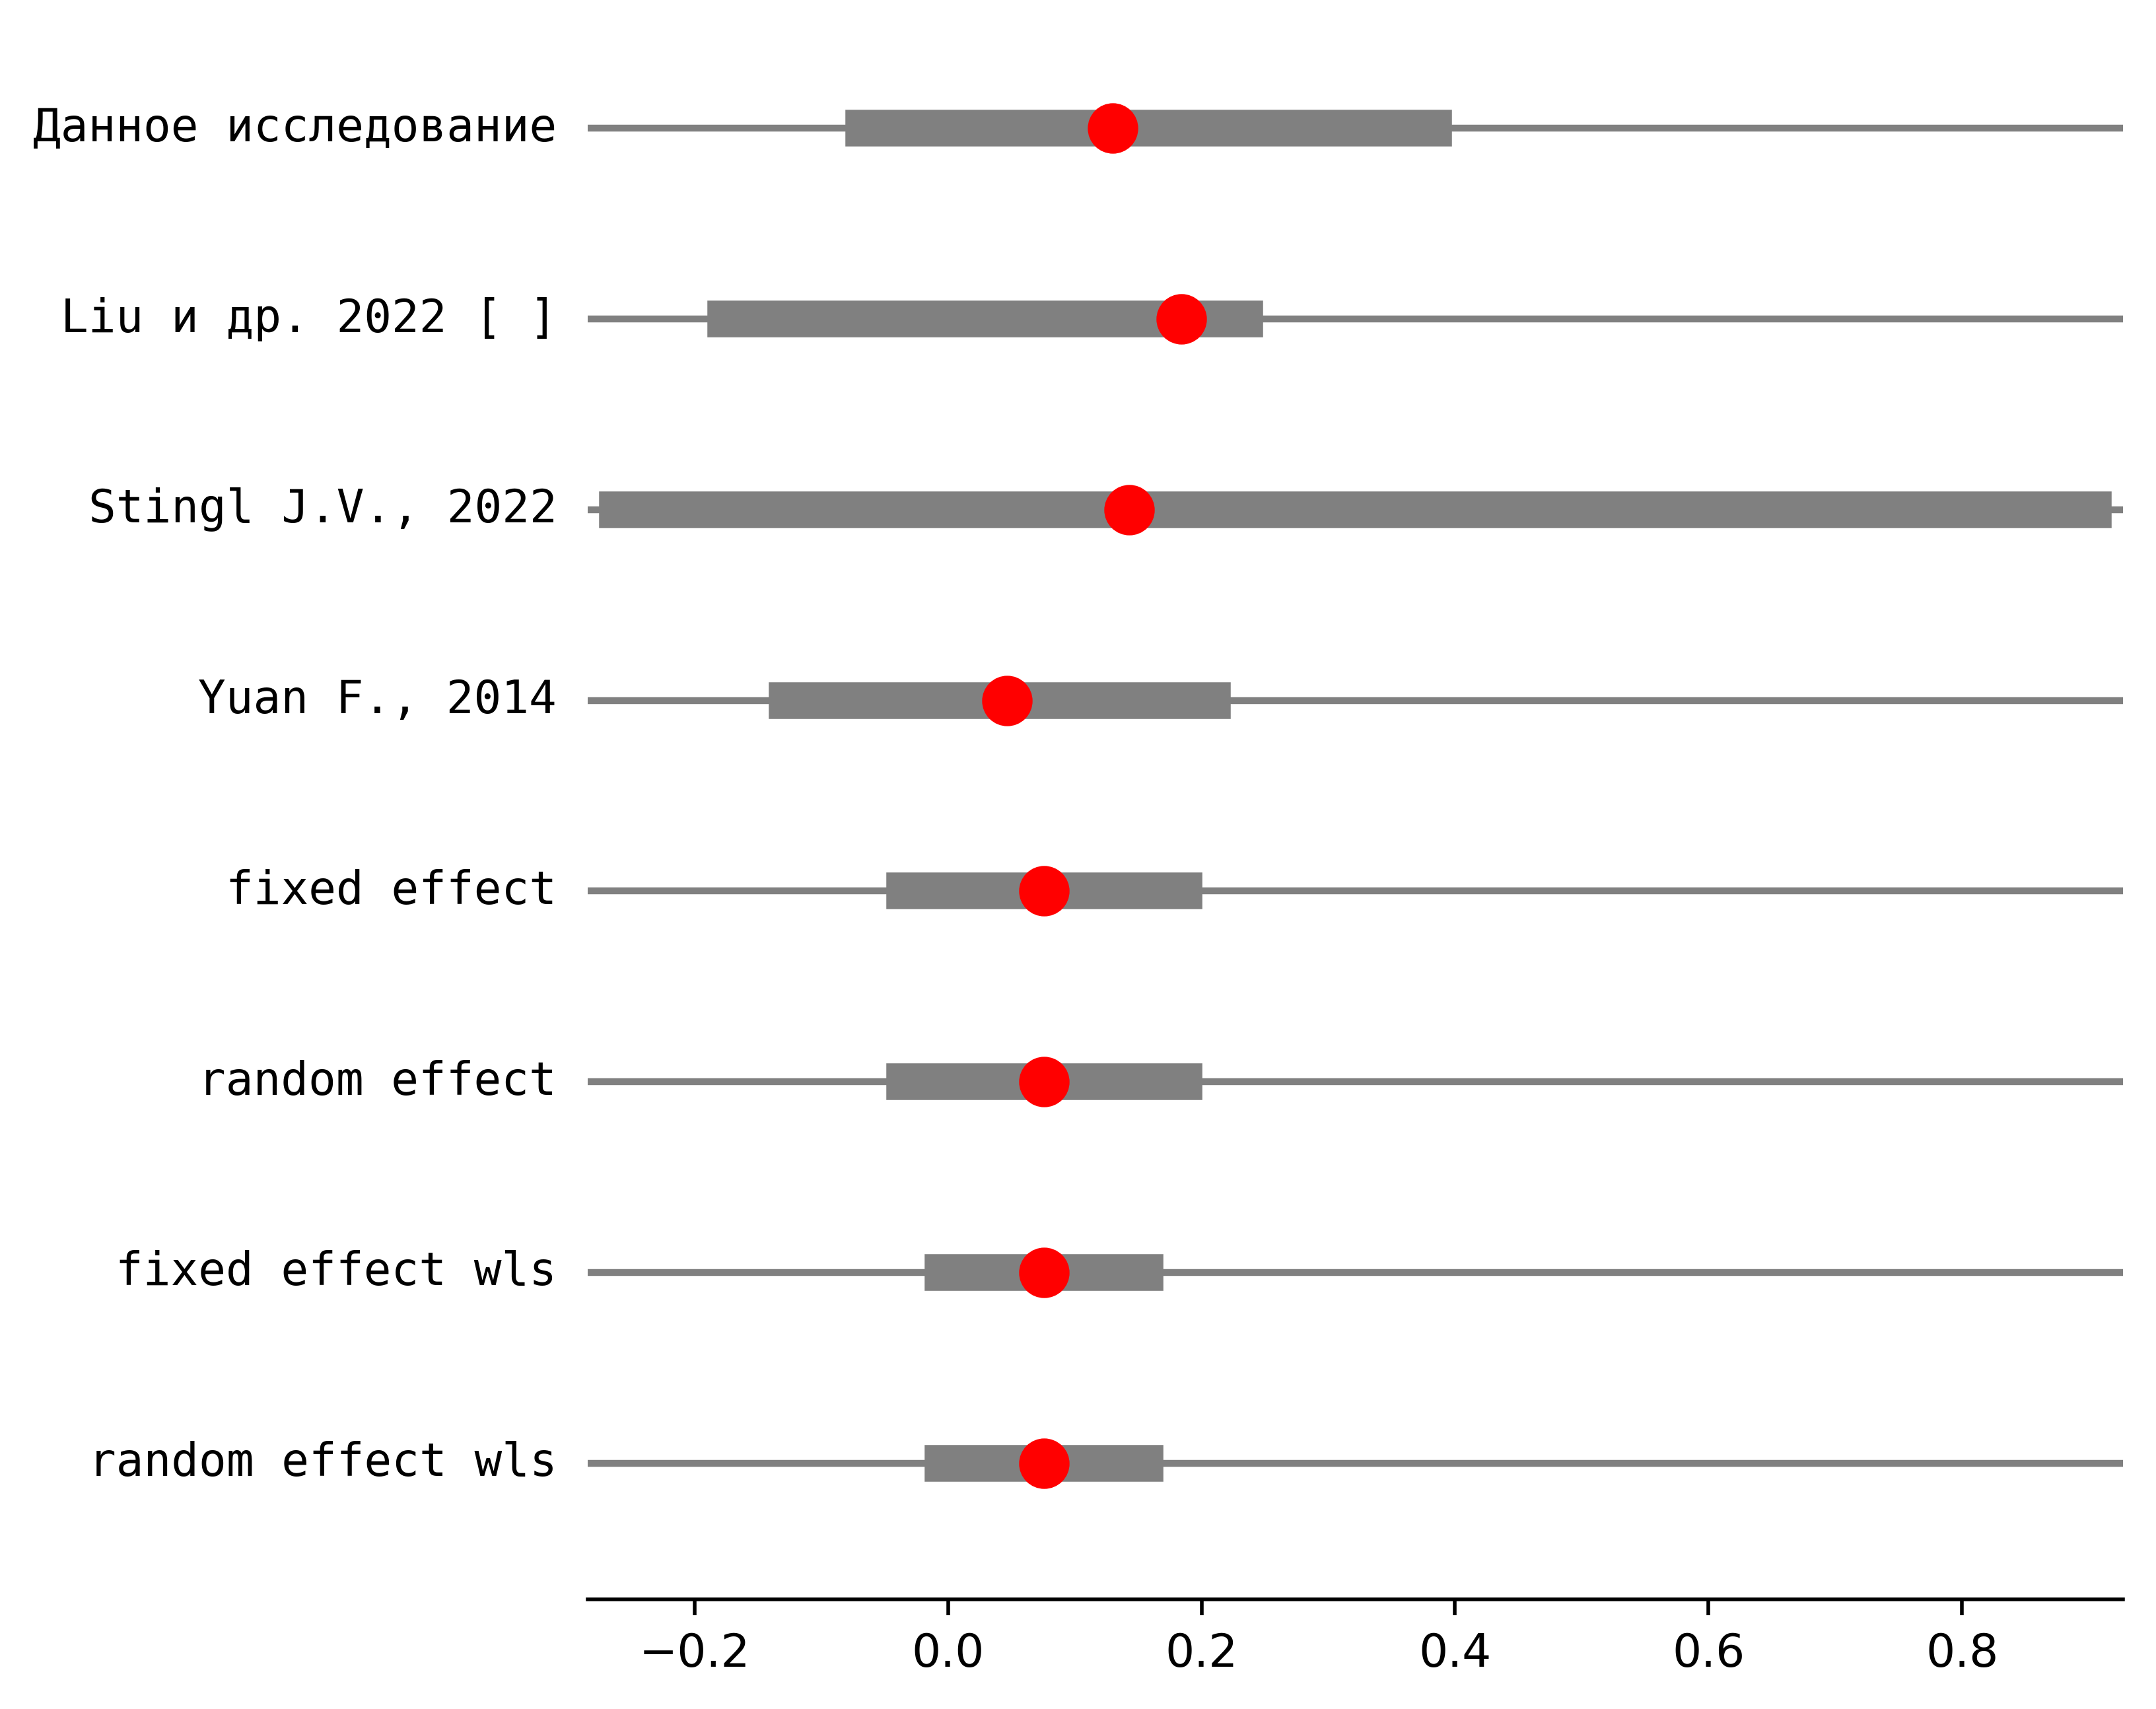 Данное исследование
Liu и др. 2022 [ ]
Stingl J.V., 2022
Yuan F., 2014
fixed effect
random effect
fixed effect wls
random effect wls
−0.2 0.0 0.2 0.4 0.6 0.8